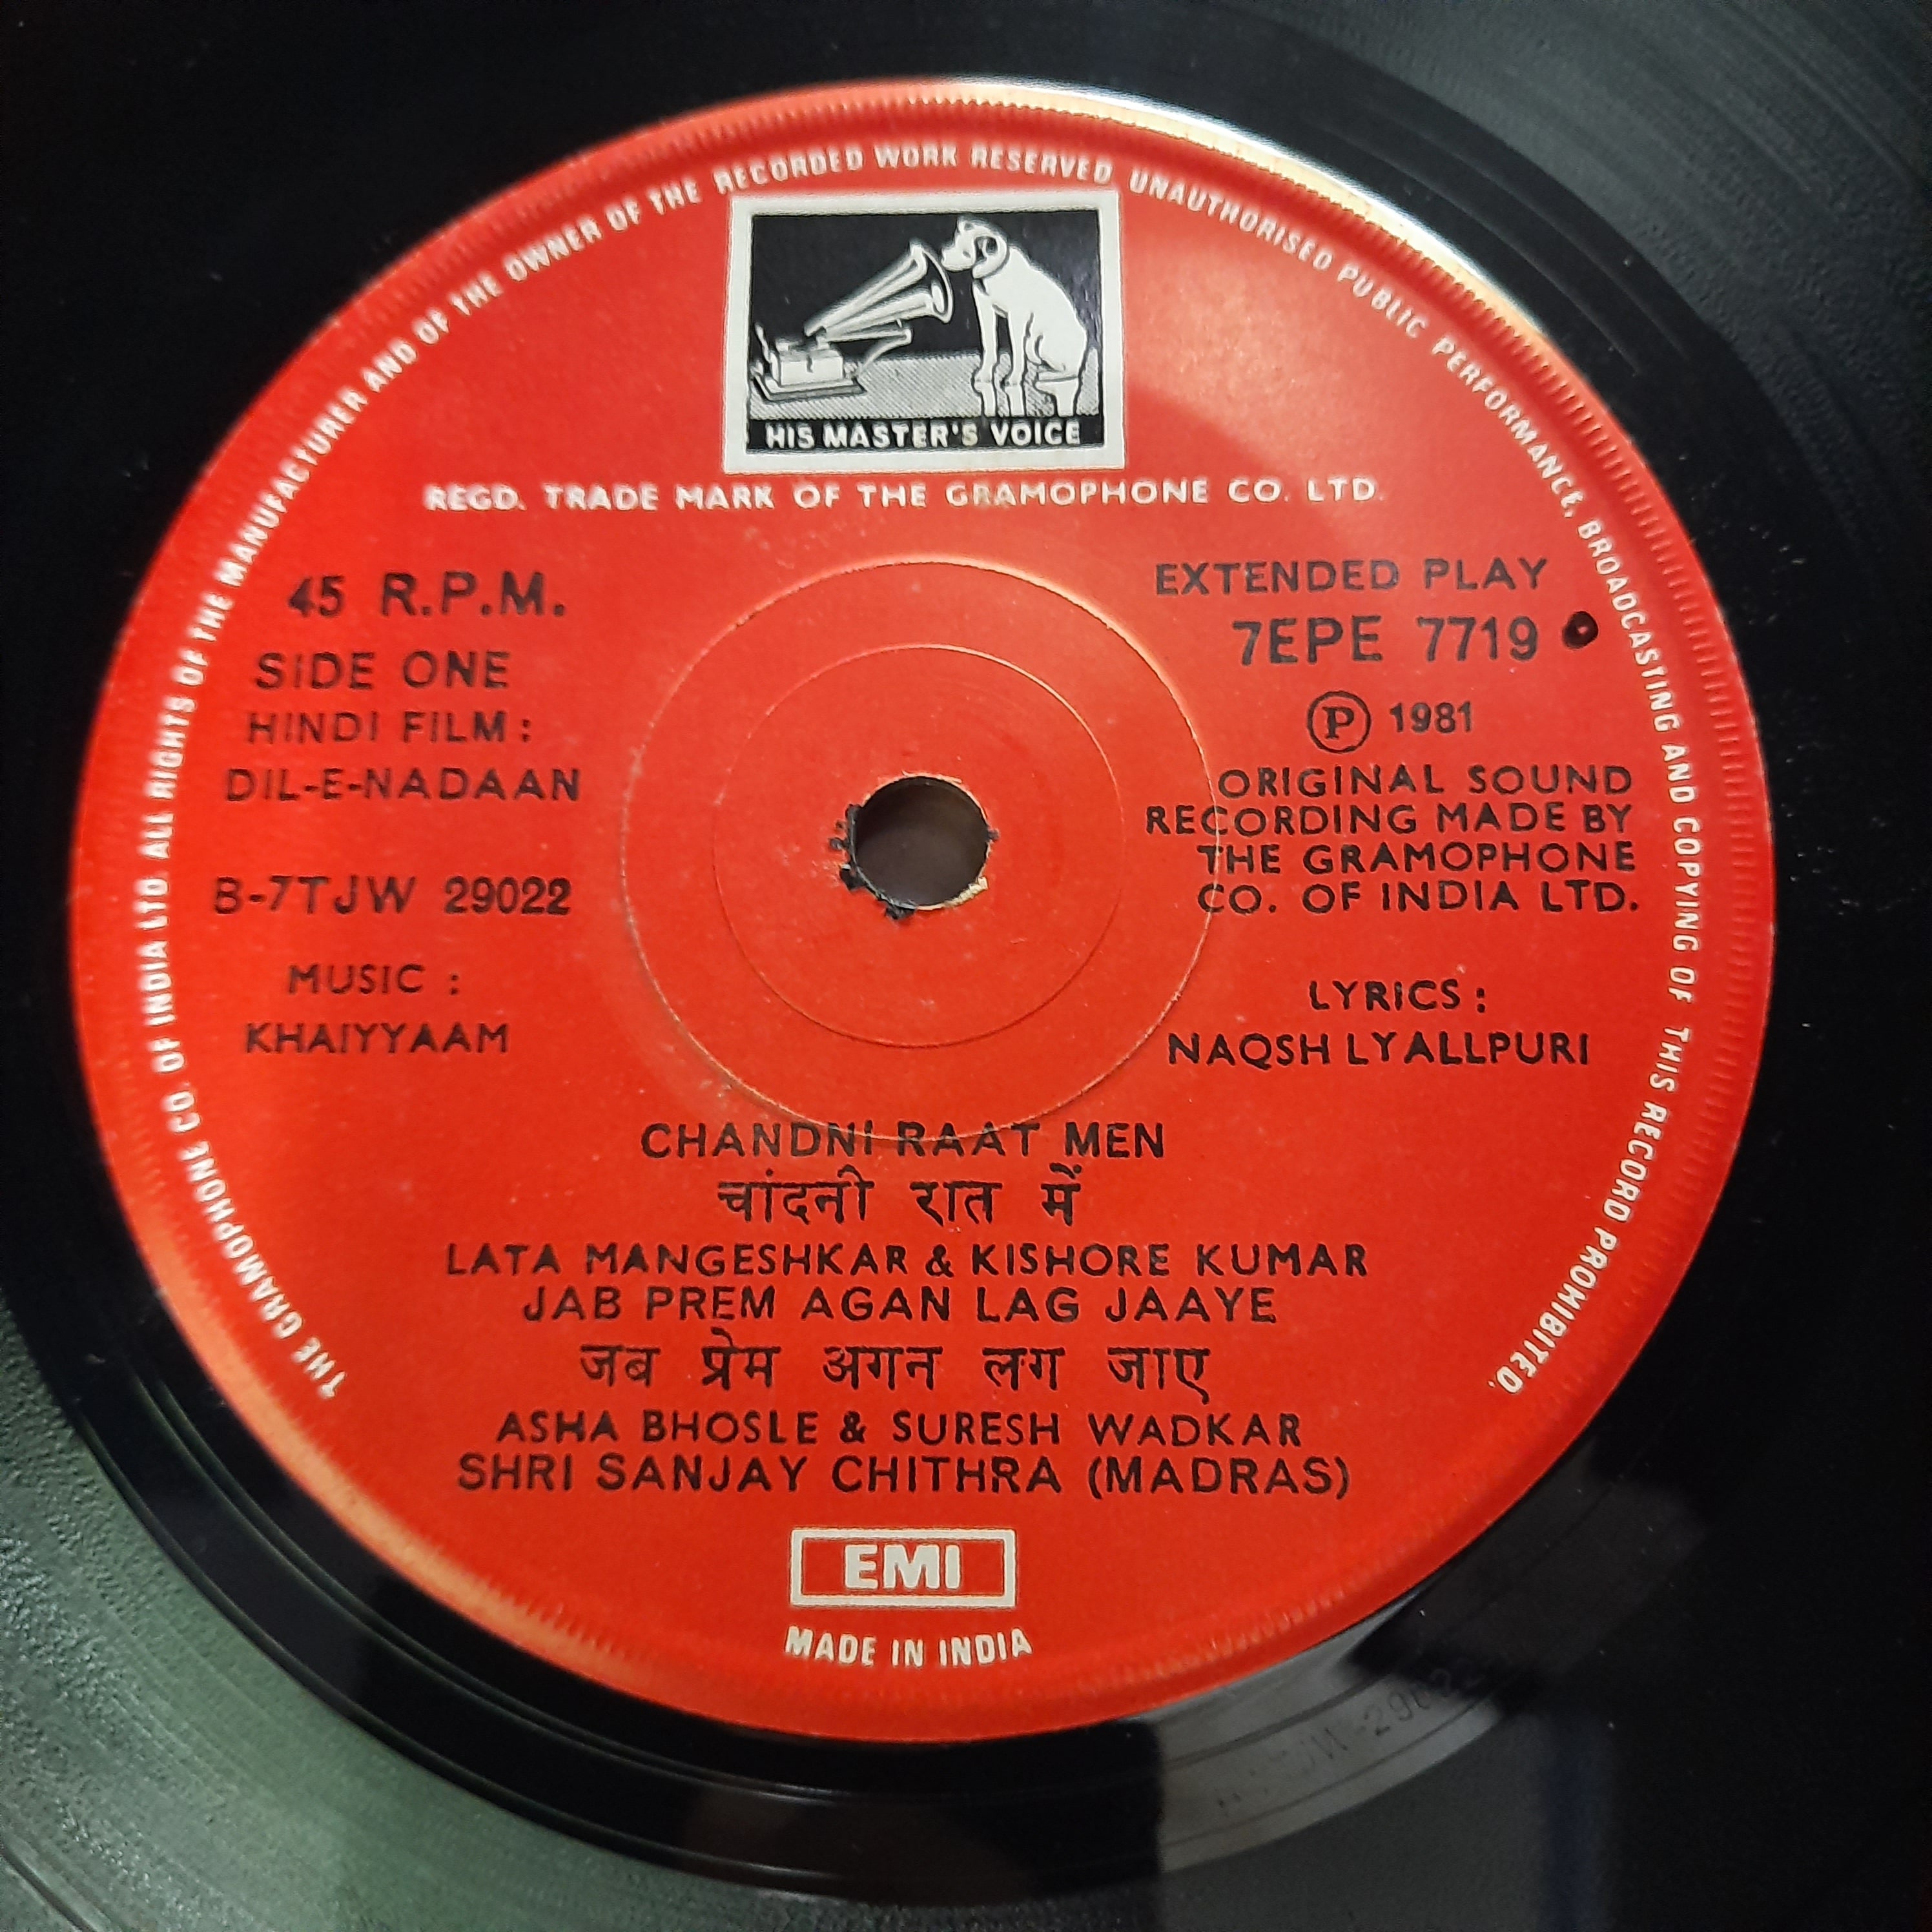 THE GRAMOPHONE CO. OF INDIA LTD. ALL RIGHTS OF THE MANUFACTURER AND OF THE OWNER OF THE RECORDED WORK RESERVED UNAUTHORISED PUBLIC PERFORMANCE, BROADCASTING AND COPYING OF THIS RECORD PROHIBITED.
HIS MASTER'S VOICE
REGD. TRADE MARK OF THE GRAMOPHONE CO. LTD.
45 R.P.M.
SIDE ONE
HINDI FILM:
DIL-E-NADAAN
B-7TJW 29022
MUSIC :
KHAIYYAAM
EXTENDED PLAY
7EPE 7719
Ⓟ 1981
ORIGINAL SOUND
RECORDING MADE BY
THE GRAMOPHONE
CO. OF INDIA LTD.
LYRICS :
NAQSH LYALLPURI
CHANDNI RAAT MEN
चांदनी रात में
LATA MANGESHKAR & KISHORE KUMAR
JAB PREM AGAN LAG JAAYE
जब प्रेम अगन लग जाए
ASHA BHOSLE & SURESH WADKAR
SHRI SANJAY CHITHRA (MADRAS)
EMI
MADE IN INDIA